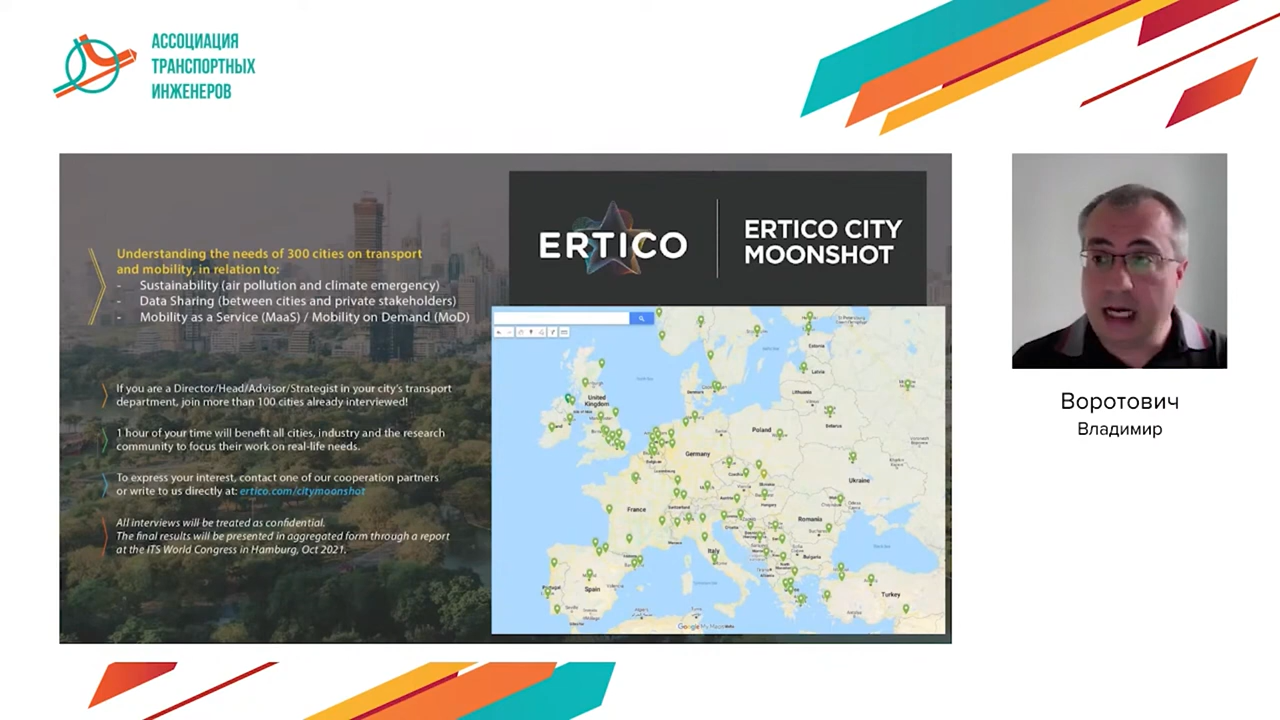 АССОЦИАЦИЯ
ТРАНСПОРТНЫХ
ИНЖЕНЕРОВ
ERTICO
ERTICO CITY
MOONSHOT
Understanding the needs of 300 cities on transport
and mobility, in relation to:
- Sustainability (air pollution and climate emergency)
- Data Sharing (between cities and private stakeholders)
- Mobility as a Service (MaaS) / Mobility on Demand (MoD)
If you are a Director/Head/Advisor/Strategist in your city's transport
department, join more than 100 cities already interviewed!
1 hour of your time will benefit all cities, industry and the research
community to focus their work on real-life needs.
To express your interest, contact one of our cooperation partners
or write to us directly at: ertico.com/citymoonshot
All interviews will be treated as confidential.
The final results will be presented in aggregated form through a report
at the ITS World Congress in Hamburg, Oct 2021.
Estonia
Latvia
Lithuania
United
Kingdom
Belarus
Poland
Germany
Ukraine
France
Romania
Italy
Bulgaria
Portugal
Spain
Turkey
Google My Maps
Воротович
Владимир